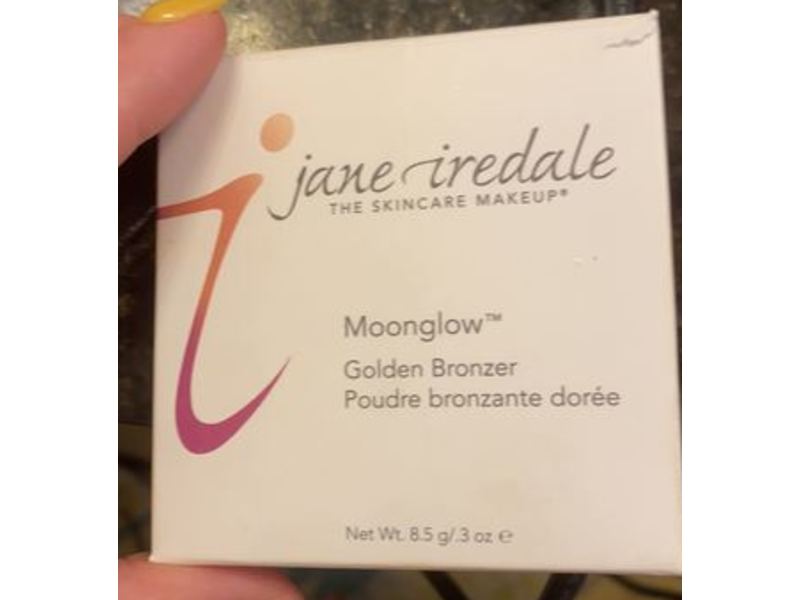 jane iredale
THE SKINCARE MAKEUP®
Moonglow™
Golden Bronzer
Poudre bronzante dorée
Net Wt. 8.5 g/.3 oz ℮